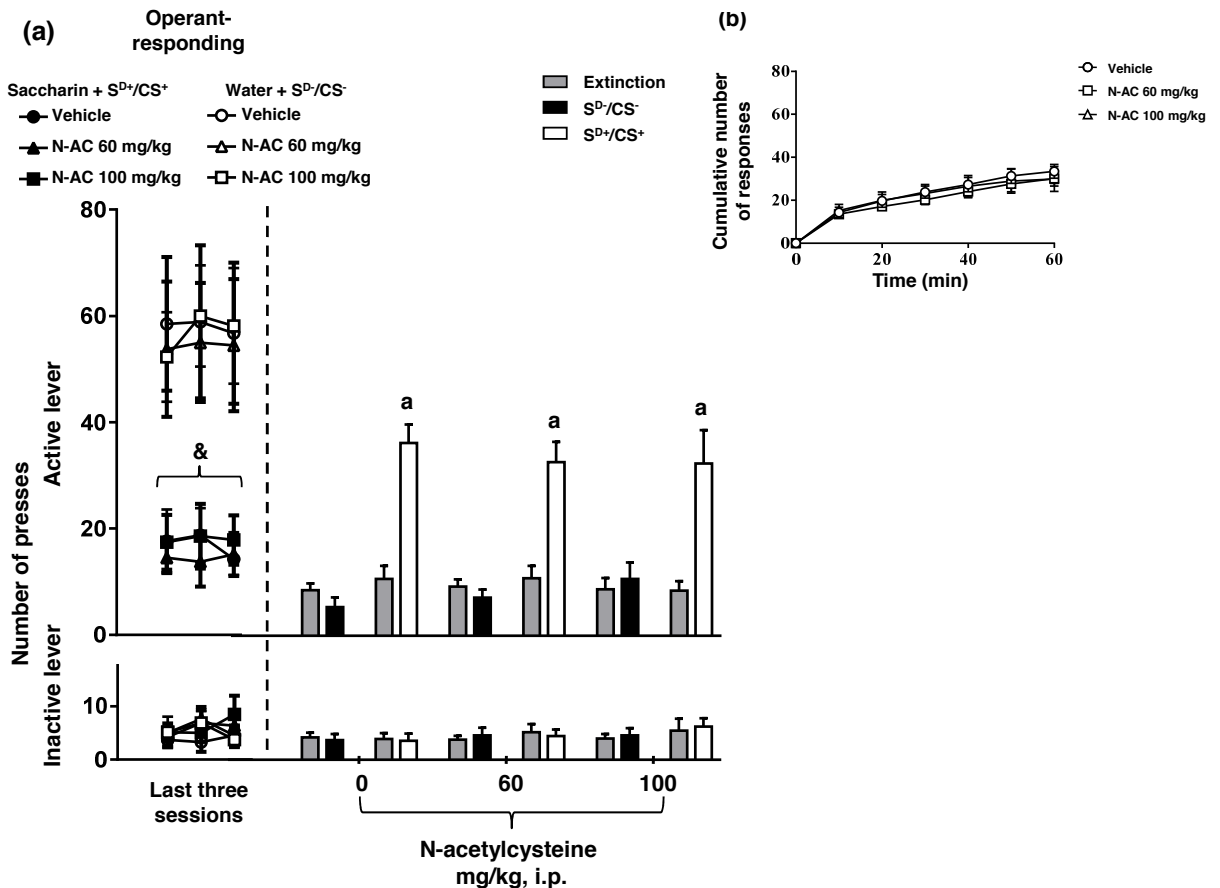 (a)
Operant-
responding
Saccharin + S^D+/CS^+
Vehicle
N-AC 60 mg/kg
N-AC 100 mg/kg
Water + S^D-/CS^-
Vehicle
N-AC 60 mg/kg
N-AC 100 mg/kg
Extinction
S^D-/CS^-
S^D+/CS^+
Number of presses
Active lever
80
60
40
20
0
&
a
a
a
Inactive lever
10
0
Last three
sessions
0
60
100
N-acetylcysteine
mg/kg, i.p.
(b)
Vehicle
N-AC 60 mg/kg
N-AC 100 mg/kg
Cumulative number
of responses
80
60
40
20
0
0
20
40
60
Time (min)